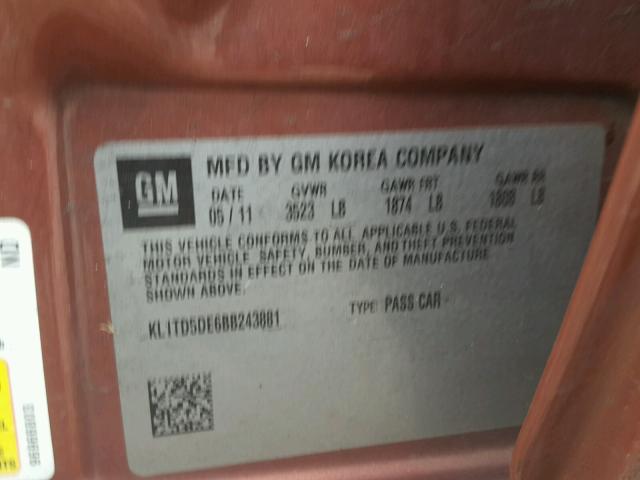 GM
MFD BY GM KOREA COMPANY
DATE GVWR GAWR FRT GAWR RR
05/11 3523 LB 1874 LB 1808 LB
THIS VEHICLE CONFORMS TO ALL APPLICABLE U.S. FEDERAL
MOTOR VEHICLE SAFETY, BUMPER, AND THEFT PREVENTION
STANDARDS IN EFFECT ON THE DATE OF MANUFACTURE
SHOWN ABOVE.
KL1TD5DE6BB243881 TYPE: PASS CAR